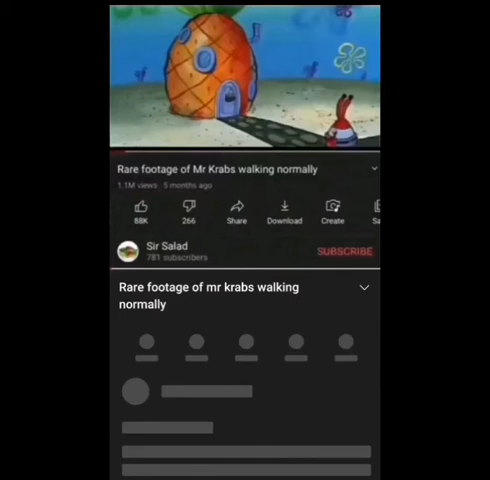 Rare footage of Mr Krabs walking normally
1.1M views · 5 months ago
88K
266
Share
Download
Create
Sa
Sir Salad
781 subscribers
SUBSCRIBE
Rare footage of mr krabs walking
normally